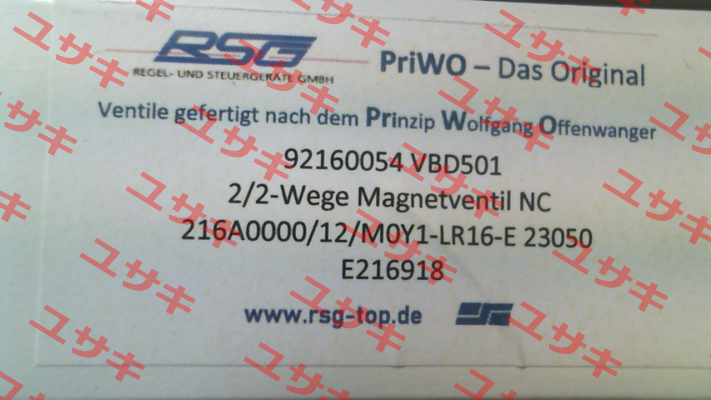 RSG
REGEL- UND STEUERGERÄTE GMBH
PriWO – Das Original
Ventile gefertigt nach dem PrInzip Wolfgang Offenwanger
92160054 VBD501
2/2-Wege Magnetventil NC
216A0000/12/M0Y1-LR16-E 23050
E216918
www.rsg-top.de
ユサキ